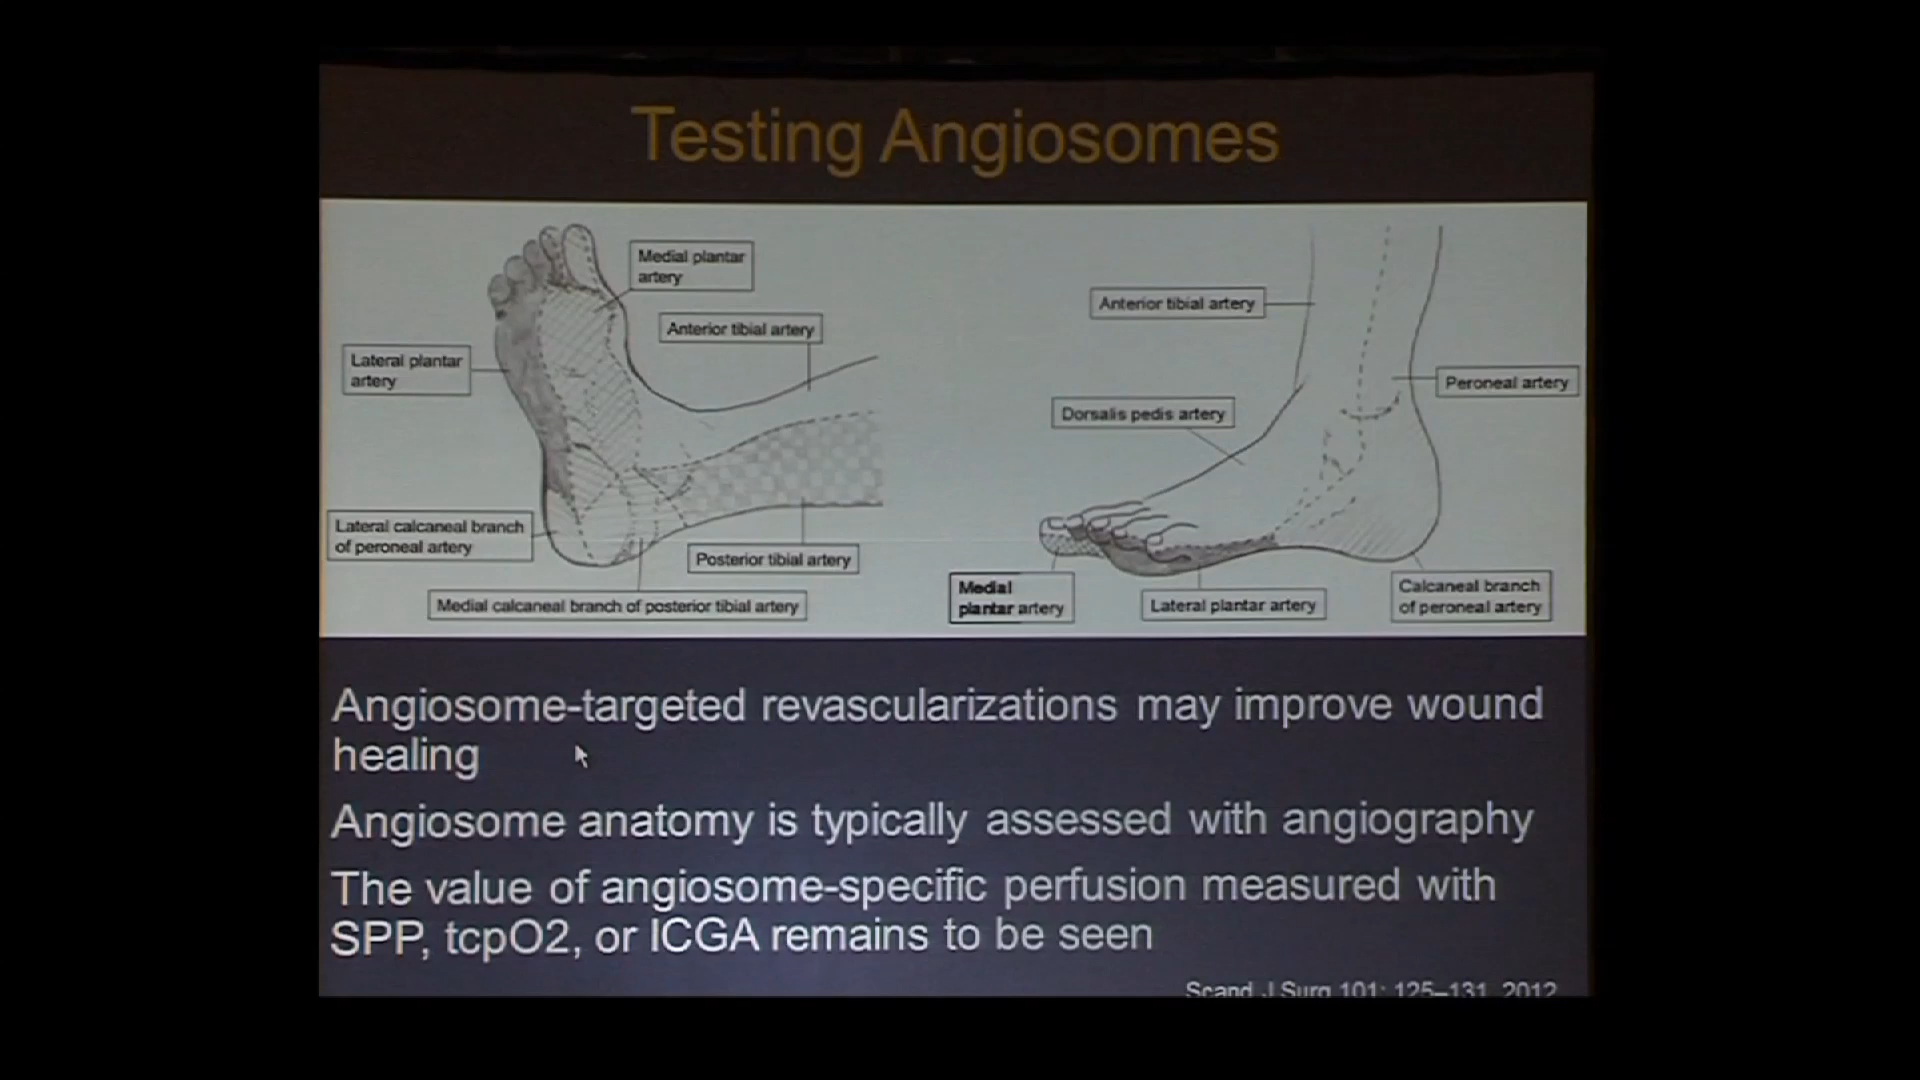 Testing Angiosomes
Medial plantar
artery
Anterior tibial artery
Lateral plantar
artery
Lateral calcaneal branch
of peroneal artery
Posterior tibial artery
Medial calcaneal branch of posterior tibial artery
Anterior tibial artery
Peroneal artery
Dorsalis pedis artery
Medial
plantar artery
Lateral plantar artery
Calcaneal branch
of peroneal artery
Angiosome-targeted revascularizations may improve wound
healing
Angiosome anatomy is typically assessed with angiography
The value of angiosome-specific perfusion measured with
SPP, tcpO2, or ICGA remains to be seen
Scand J Surg 101: 125–131, 2012